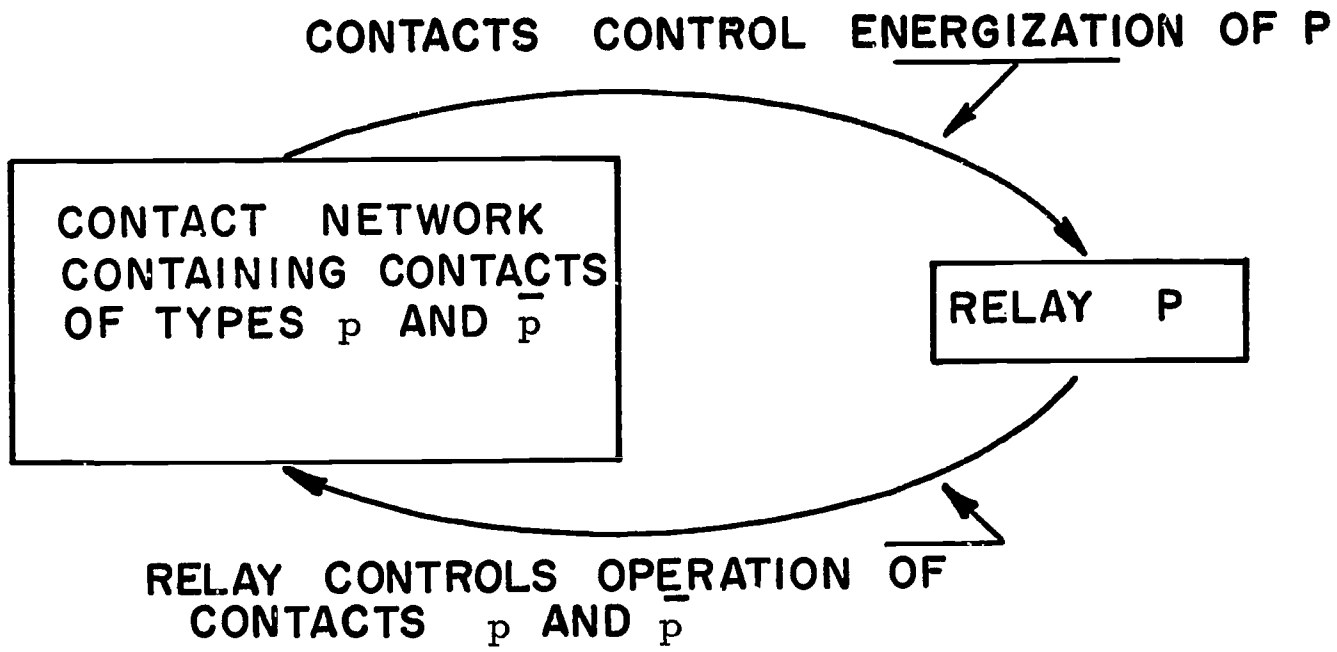 CONTACTS CONTROL ENERGIZATION OF P
CONTACT NETWORK
CONTAINING CONTACTS
OF TYPES p AND p̅
RELAY P
RELAY CONTROLS OPERATION OF
CONTACTS p AND p̅